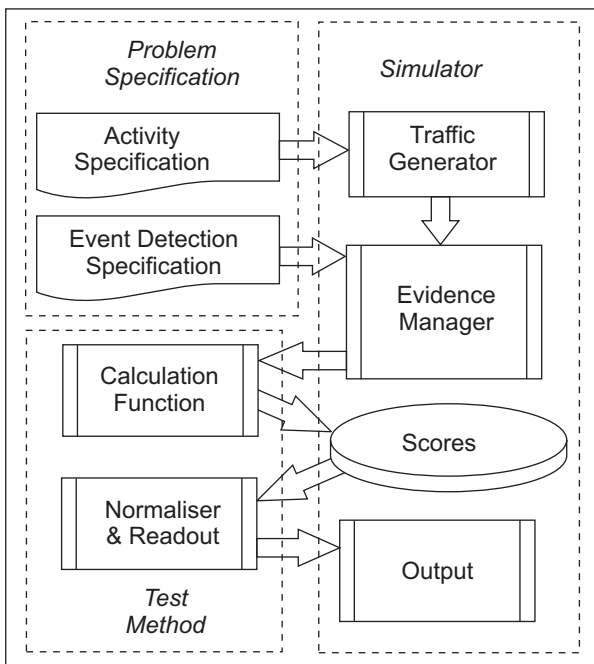 Problem
Specification
Simulator
Activity
Specification
Traffic
Generator
Event Detection
Specification
Evidence
Manager
Calculation
Function
Scores
Normaliser
& Readout
Output
Test
Method